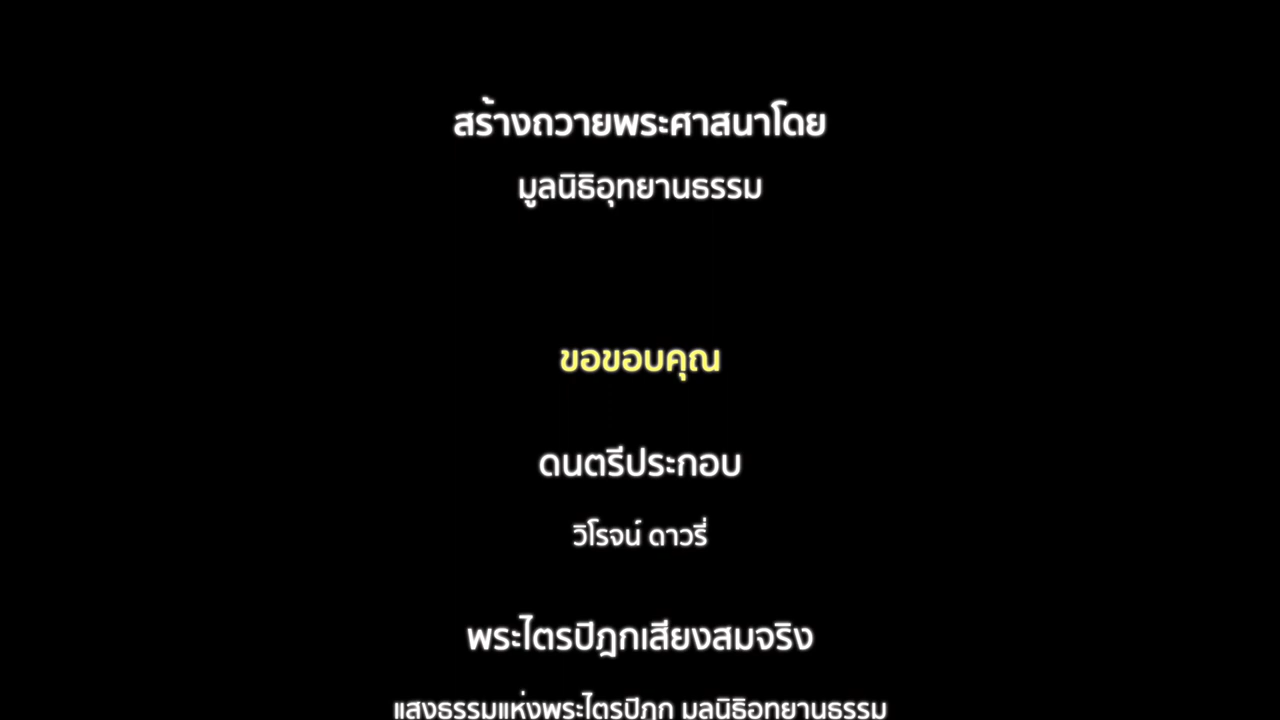 สร้างถวายพระศาสนาโดย
มูลนิธิอุทยานธรรม
ขอขอบคุณ
ดนตรีประกอบ
วิโรจน์ ดาวรี่
พระไตรปิฎกเสียงสมจริง
แสงธรรมแห่งพระไตรปิฎก มูลนิธิอุทยานธรรม